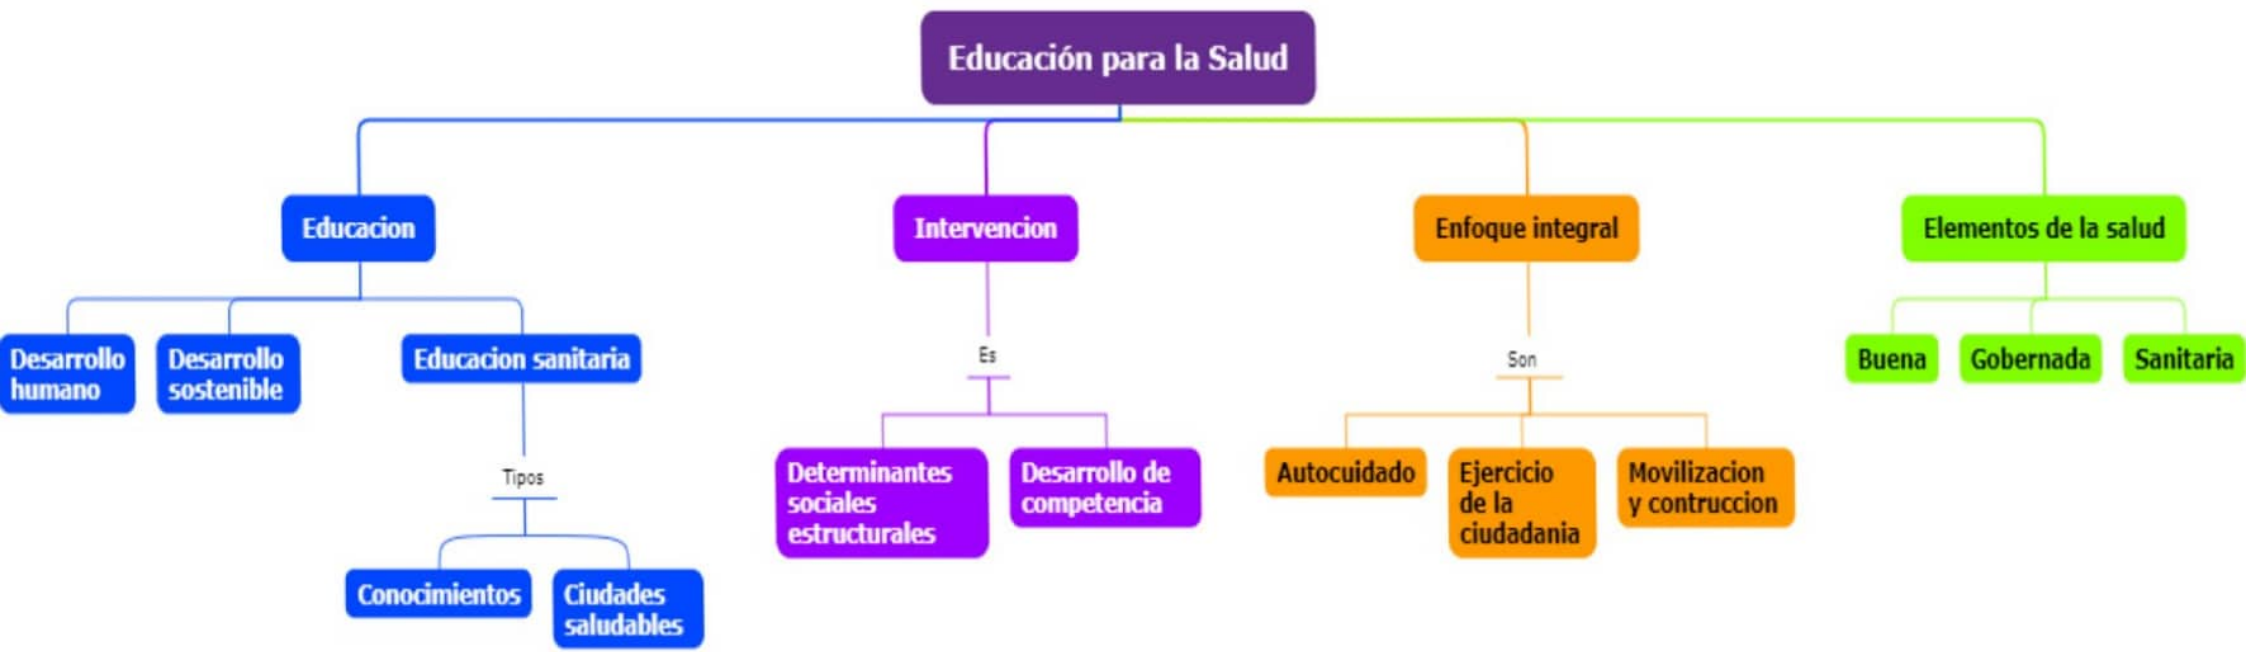 Educación para la Salud
Educacion
Intervencion
Enfoque integral
Elementos de la salud
Desarrollo
humano
Desarrollo
sostenible
Educacion sanitaria
Tipos
Conocimientos
Ciudades
saludables
Es
Determinantes
sociales
estructurales
Desarrollo de
competencia
Son
Autocuidado
Ejercicio
de la
ciudadania
Movilizacion
y contruccion
Buena
Gobernada
Sanitaria